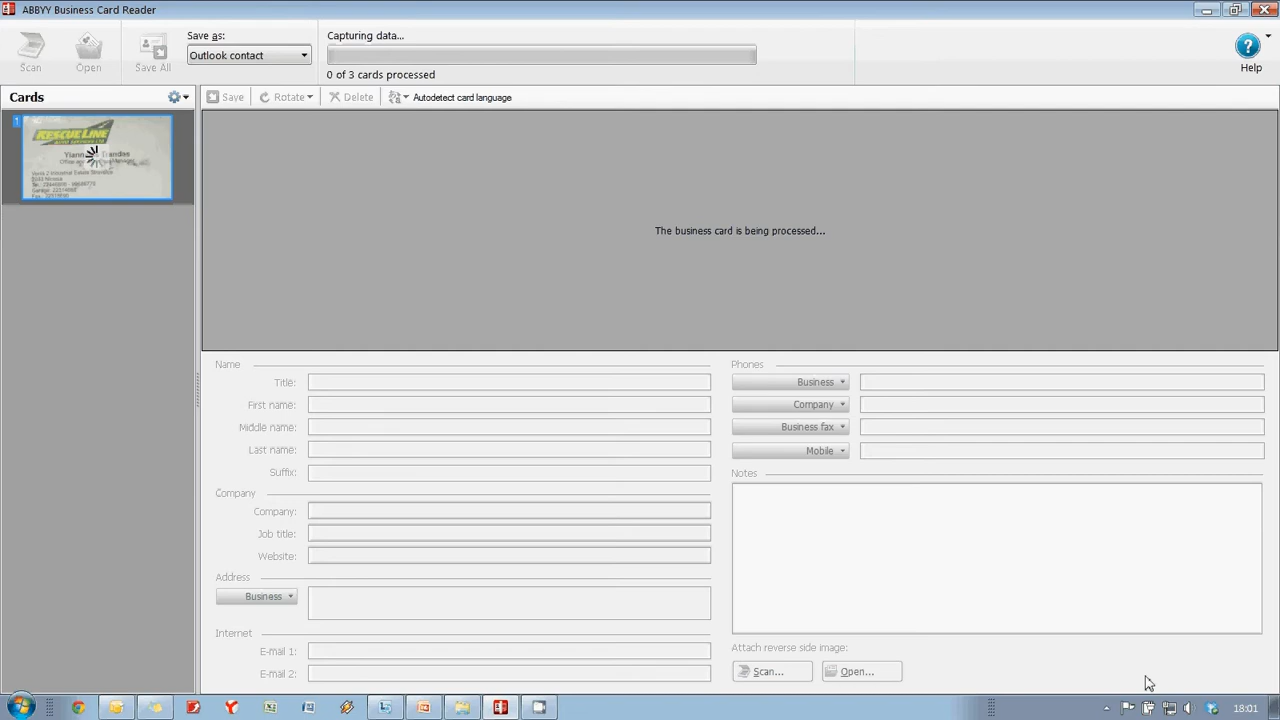 ABBYY Business Card Reader
Scan
Open
Save All
Save as:
Outlook contact
Capturing data...
0 of 3 cards processed
Help
Cards
Save
Rotate
Delete
Autodetect card language
1
RESCUE LINE
The business card is being processed...
Name
Title:
First name:
Middle name:
Last name:
Suffix:
Company
Company:
Job title:
Website:
Address
Business
Internet
E-mail 1:
E-mail 2:
Phones
Business
Company
Business fax
Mobile
Notes
Attach reverse side image:
Scan...
Open...
18:01